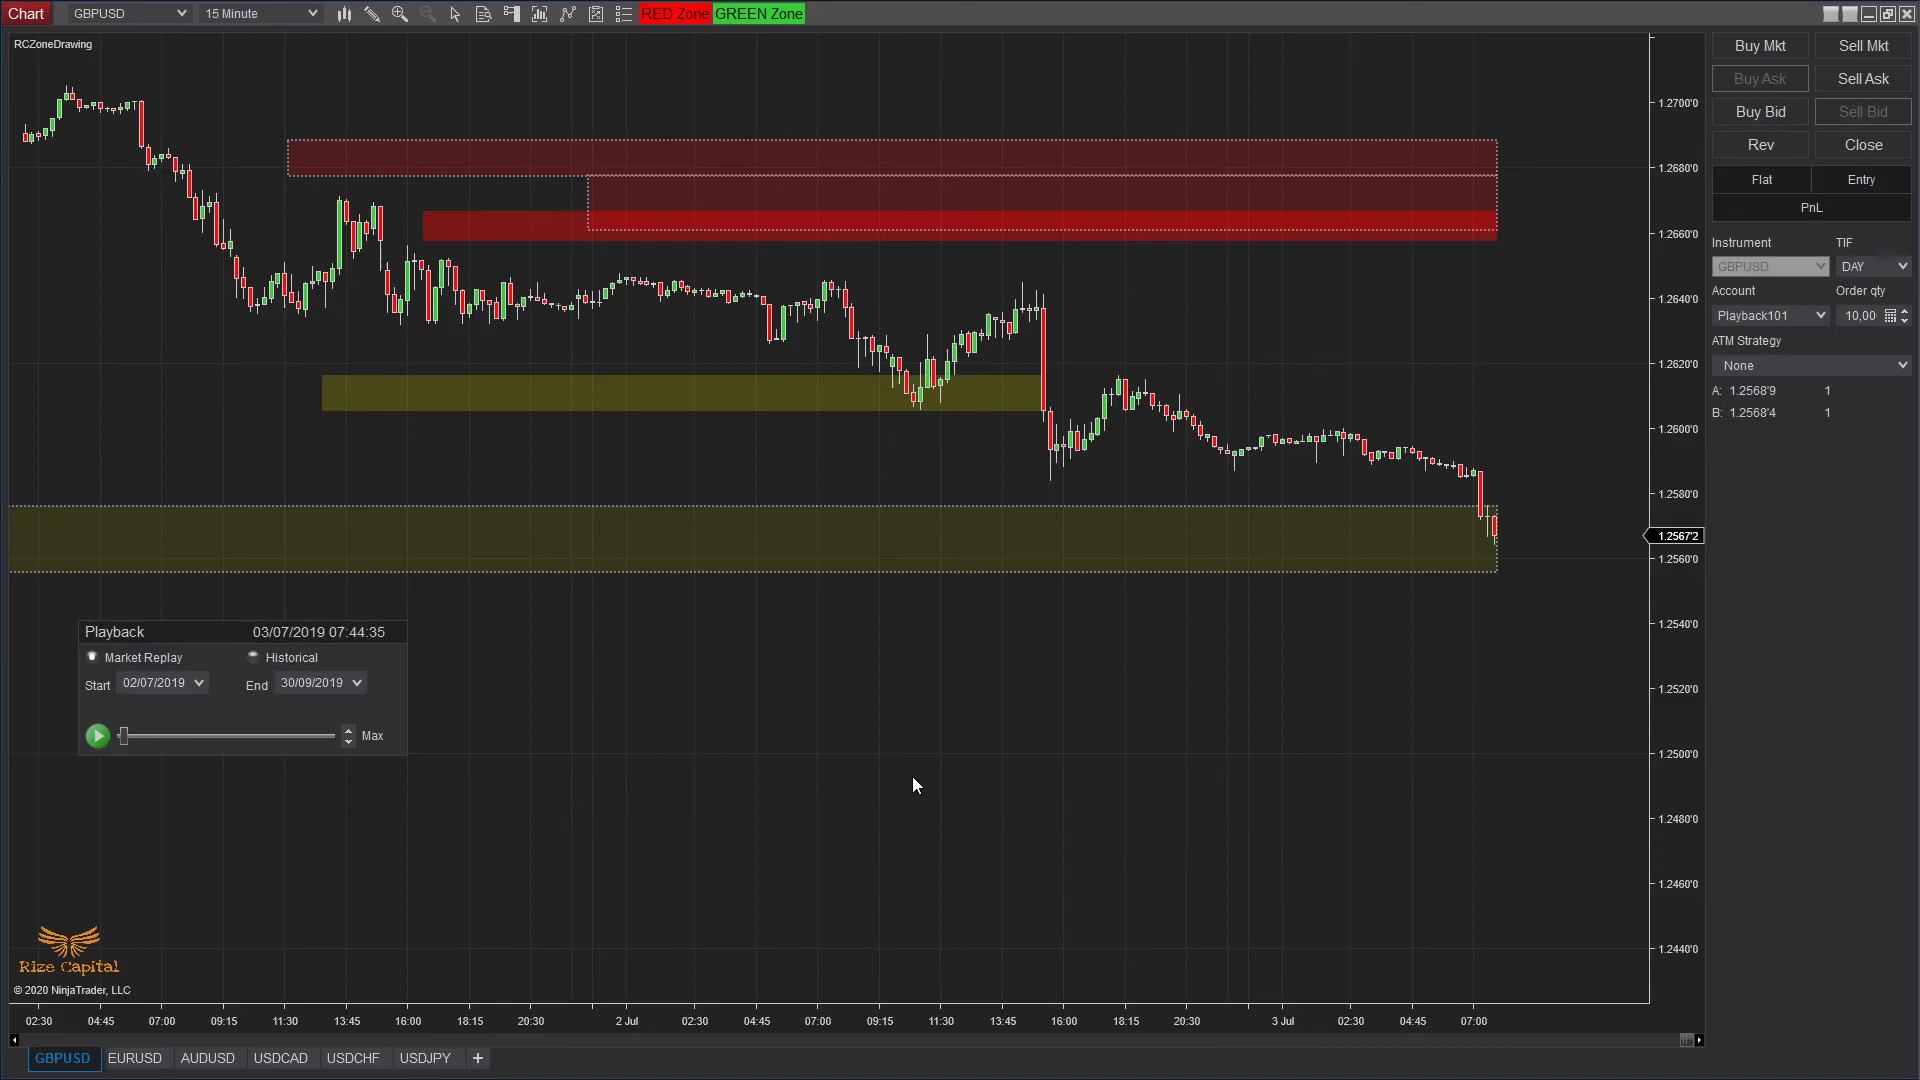 Chart GBPUSD 15 Minute RED Zone GREEN Zone
RCZoneDrawing
Buy Mkt Sell Mkt
Buy Ask Sell Ask
Buy Bid Sell Bid
Rev Close
Flat Entry
PnL
Instrument TIF
GBPUSD DAY
Account Order qty
Playback101 10,00
ATM Strategy
None
A: 1.2568'9 1
B: 1.2568'4 1
1.2700'0
1.2680'0
1.2660'0
1.2640'0
1.2620'0
1.2600'0
1.2580'0
1.2567'2
1.2560'0
1.2540'0
1.2520'0
1.2500'0
1.2480'0
1.2460'0
1.2440'0
Playback 03/07/2019 07:44:35
Market Replay Historical
Start 02/07/2019 End 30/09/2019
Max
Rize Capital
© 2020 NinjaTrader, LLC
02:30 04:45 07:00 09:15 11:30 13:45 16:00 18:15 20:30 2 Jul 02:30 04:45 07:00 09:15 11:30 13:45 16:00 18:15 20:30 3 Jul 02:30 04:45 07:00
GBPUSD EURUSD AUDUSD USDCAD USDCHF USDJPY +